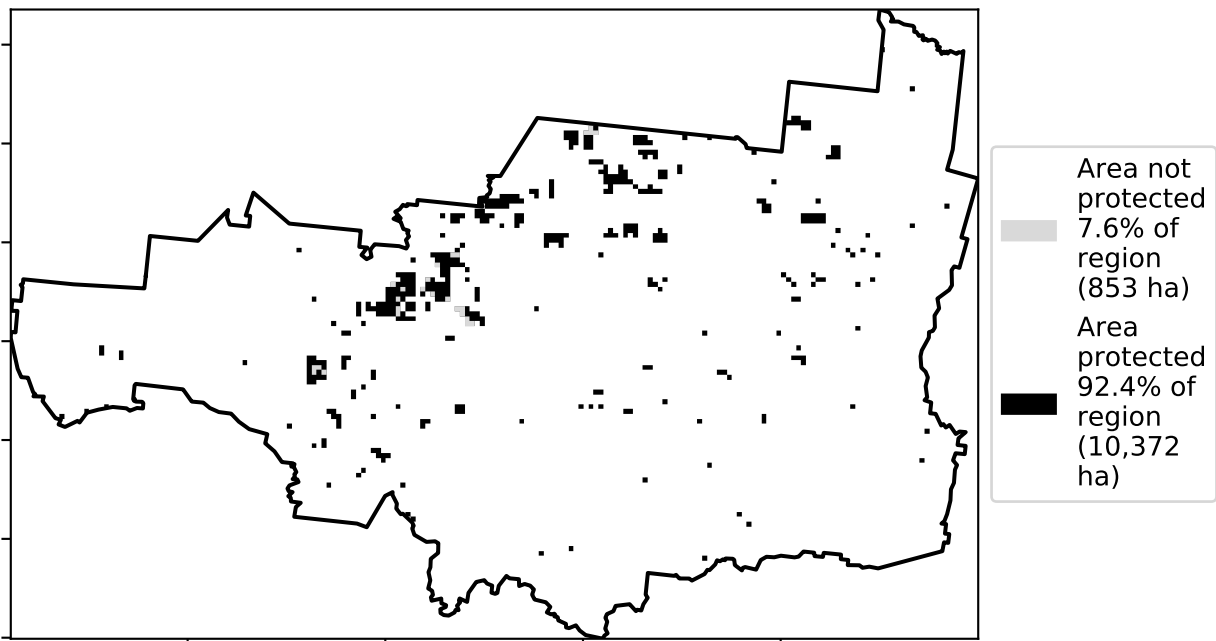 Area not
protected
7.6% of
region
(853 ha)
Area
protected
92.4% of
region
(10,372
ha)